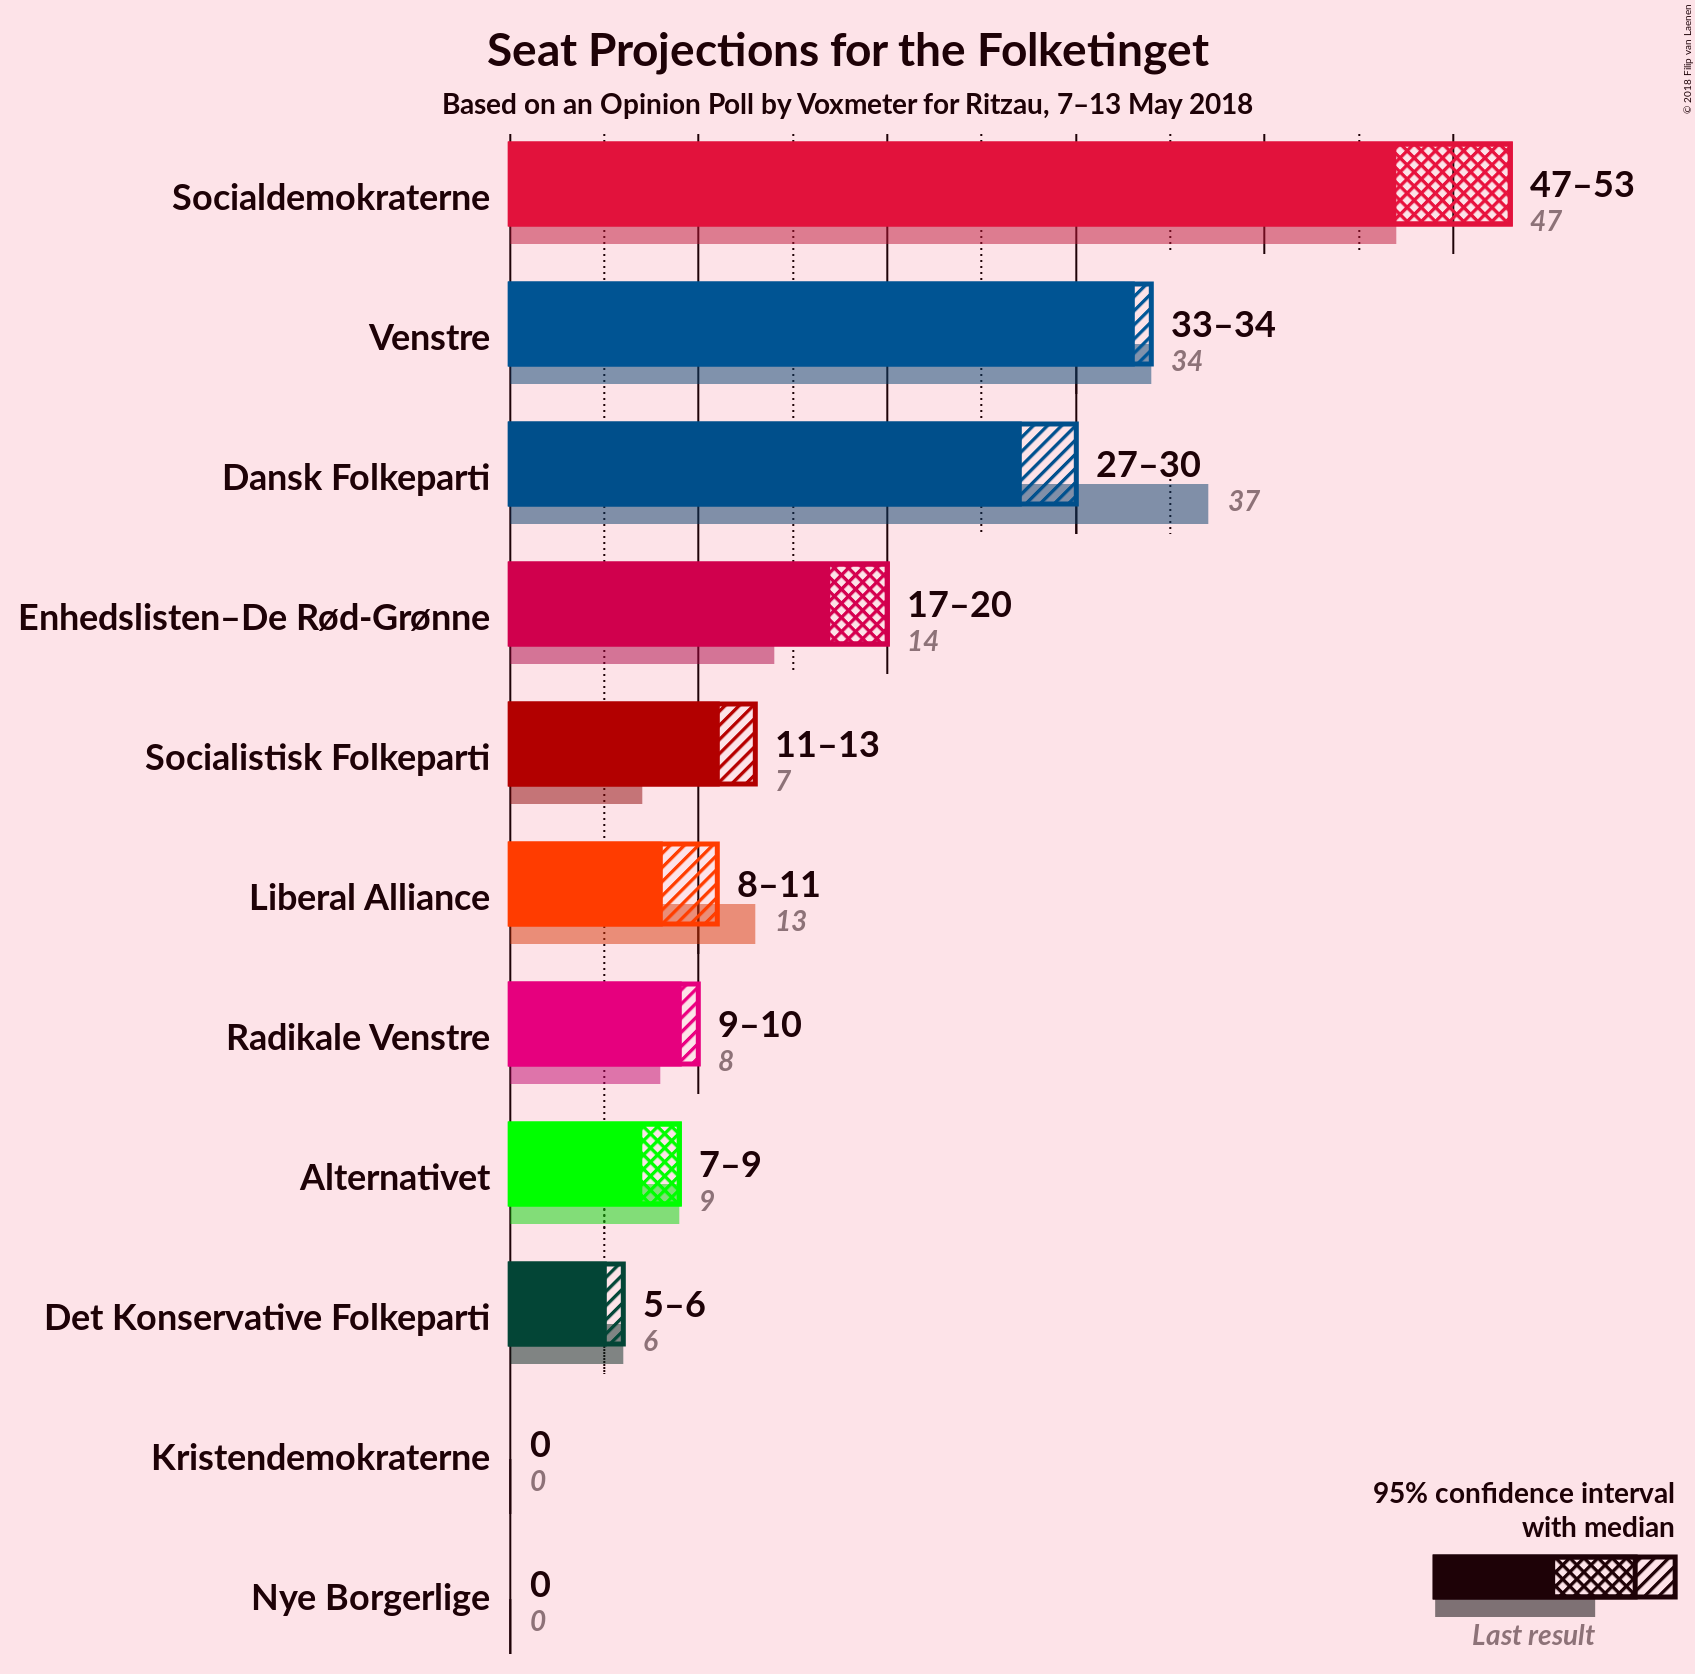 Seat Projections for the Folketinget
Based on an Opinion Poll by Voxmeter for Ritzau, 7–13 May 2018
© 2018 Filip van Laenen
Socialdemokraterne
47–53
47
Venstre
33–34
34
Dansk Folkeparti
27–30
37
Enhedslisten–De Rød-Grønne
17–20
14
Socialistisk Folkeparti
11–13
7
Liberal Alliance
8–11
13
Radikale Venstre
9–10
8
Alternativet
7–9
9
Det Konservative Folkeparti
5–6
6
Kristendemokraterne
0
0
Nye Borgerlige
0
0
95% confidence interval
with median
Last result